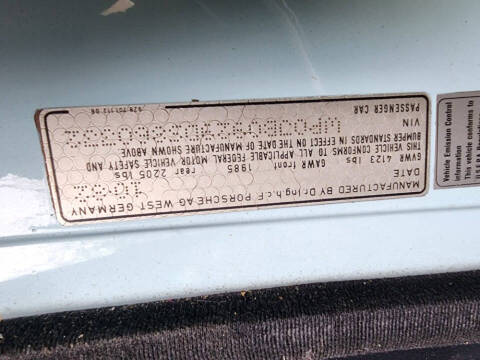 MANUFACTURED BY Dr.Ing.h.c.F. PORSCHE AG WEST GERMANY
DATE 10-82
GVWR 4123 lbs GAWR front 1985 rear 2205 lbs
THIS VEHICLE CONFORMS TO ALL APPLICABLE FEDERAL MOTOR VEHICLE SAFETY AND
BUMPER STANDARDS IN EFFECT ON THE DATE OF MANUFACTURE SHOWN ABOVE
VIN
PASSENGER CAR
Vehicle Emission Control
Information
This vehicle conforms to